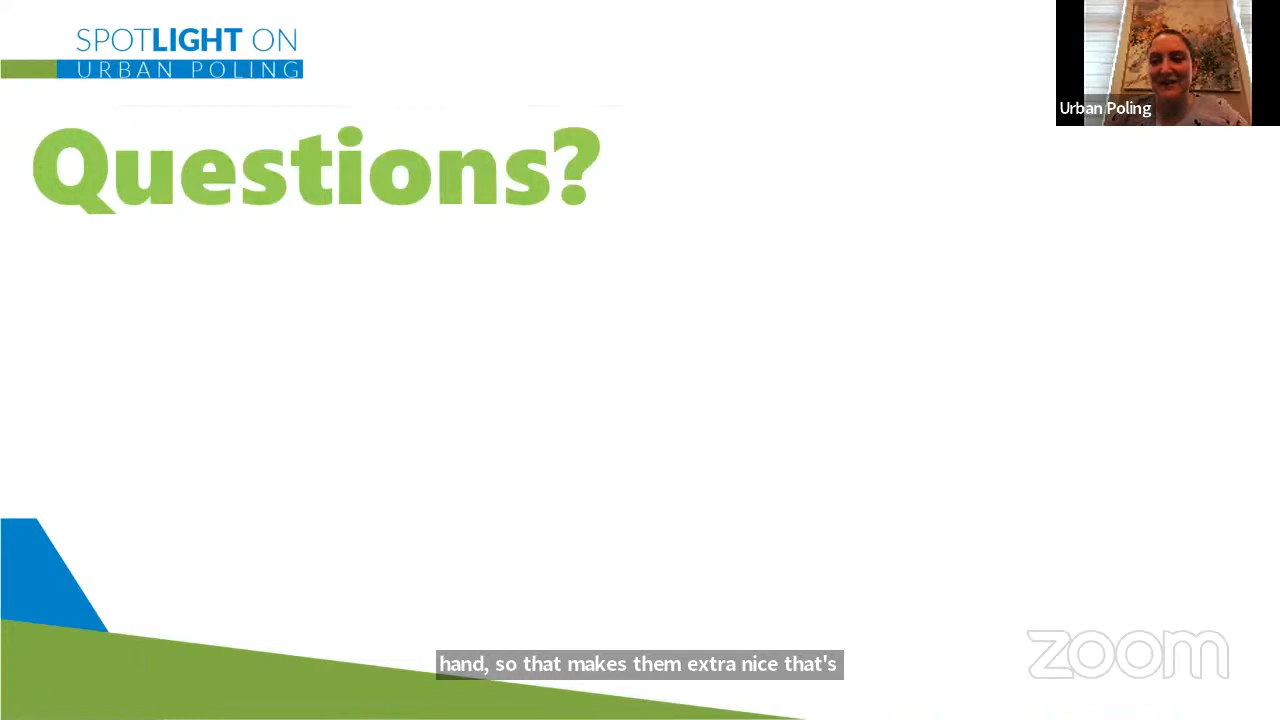 SPOTLIGHT ON
URBAN POLING
Urban Poling
Questions?
hand, so that makes them extra nice that's
zoom